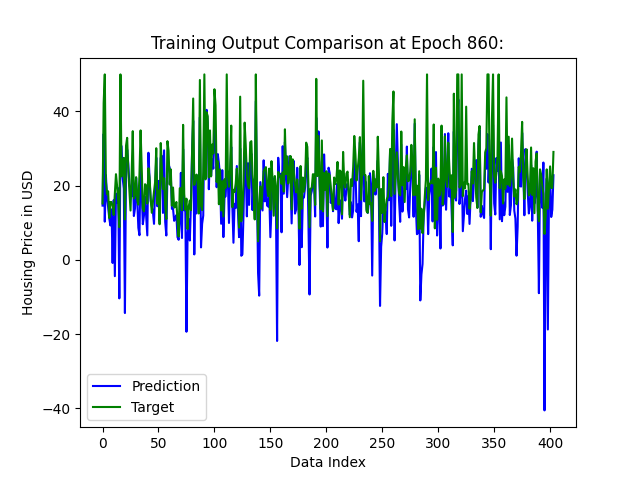 Training Output Comparison at Epoch 860:
Housing Price in USD
40
20
0
−20
−40
Prediction
Target
0 50 100 150 200 250 300 350 400
Data Index